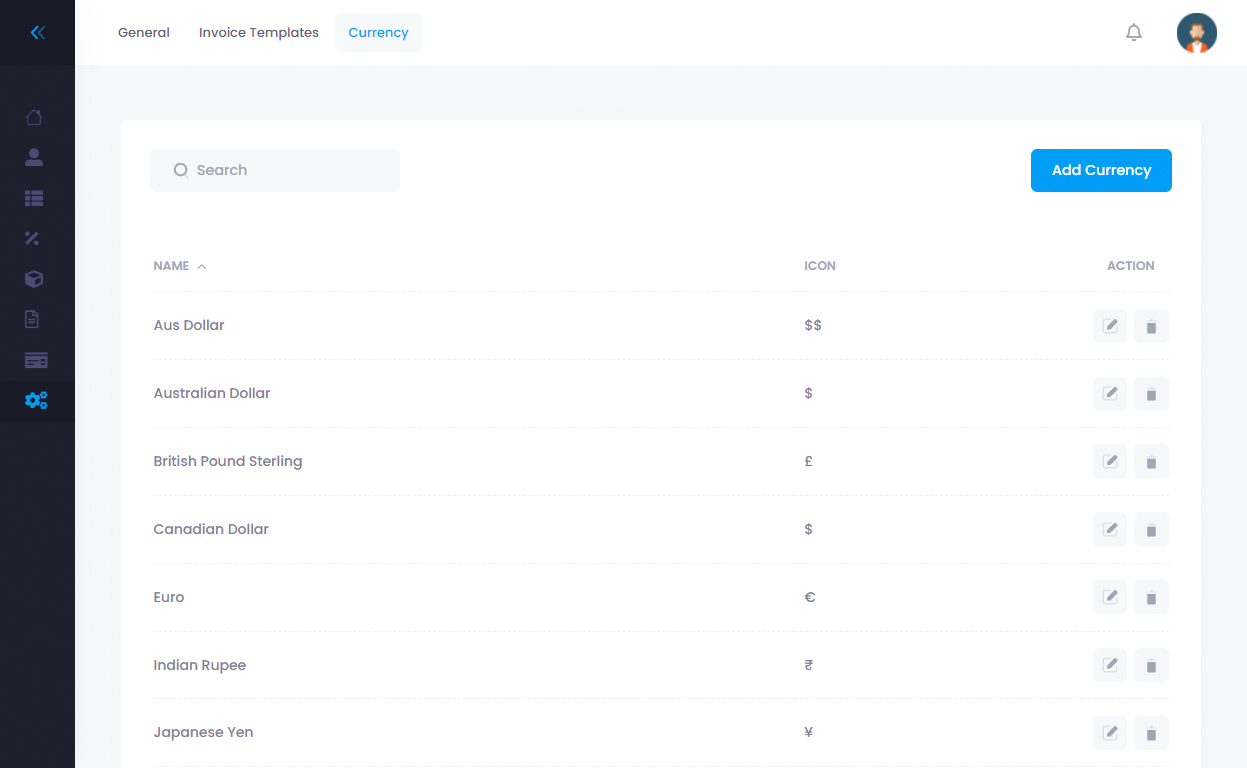 General Invoice Templates Currency
Search Add Currency
NAME ICON ACTION
Aus Dollar $$
Australian Dollar $
British Pound Sterling £
Canadian Dollar $
Euro €
Indian Rupee ₹
Japanese Yen ¥